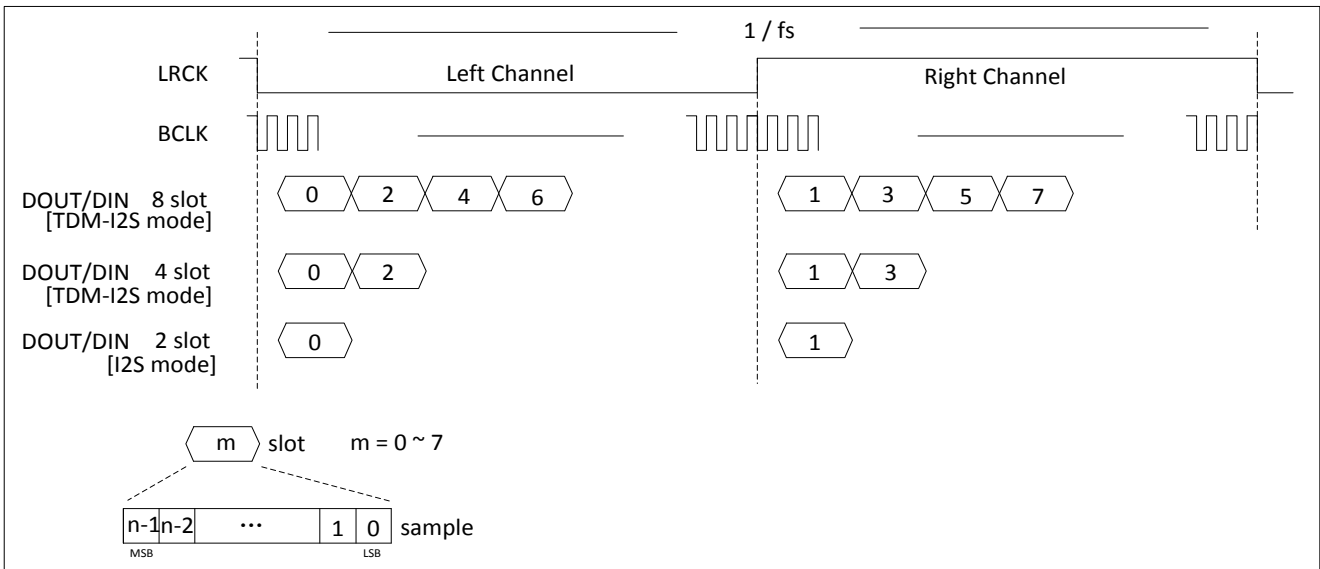 1 / fs
LRCK Left Channel Right Channel
BCLK
DOUT/DIN 8 slot 0 2 4 6 1 3 5 7
[TDM-I2S mode]
DOUT/DIN 4 slot 0 2 1 3
[TDM-I2S mode]
DOUT/DIN 2 slot 0 1
[I2S mode]
m slot m = 0 ~ 7
n-1 n-2 ··· 1 0 sample
MSB LSB